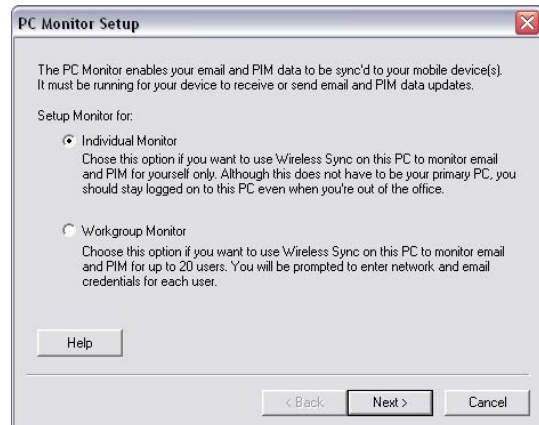 PC Monitor Setup
The PC Monitor enables your email and PIM data to be sync'd to your mobile device(s).
It must be running for your device to receive or send email and PIM data updates.
Setup Monitor for:
Individual Monitor
Chose this option if you want to use Wireless Sync on this PC to monitor email
and PIM for yourself only. Although this does not have to be your primary PC, you
should stay logged on to this PC even when you're out of the office.
Workgroup Monitor
Choose this option if you want to use Wireless Sync on this PC to monitor email
and PIM for up to 20 users. You will be prompted to enter network and email
credentials for each user.
Help
< Back
Next >
Cancel